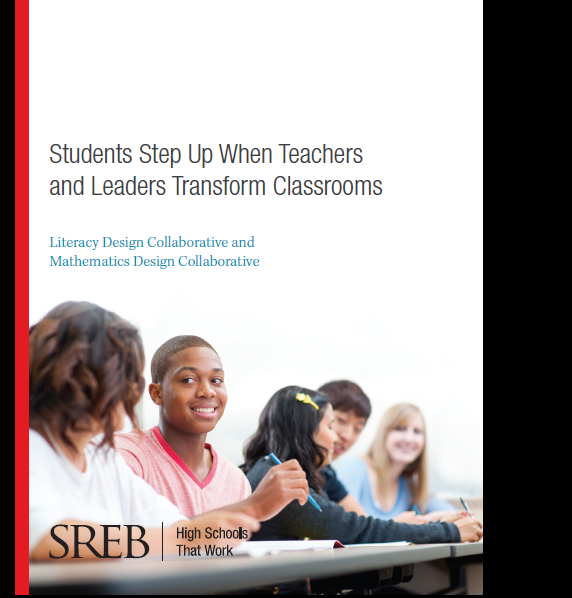 Students Step Up When Teachers
and Leaders Transform Classrooms
Literacy Design Collaborative and
Mathematics Design Collaborative
SREB
High Schools
That Work